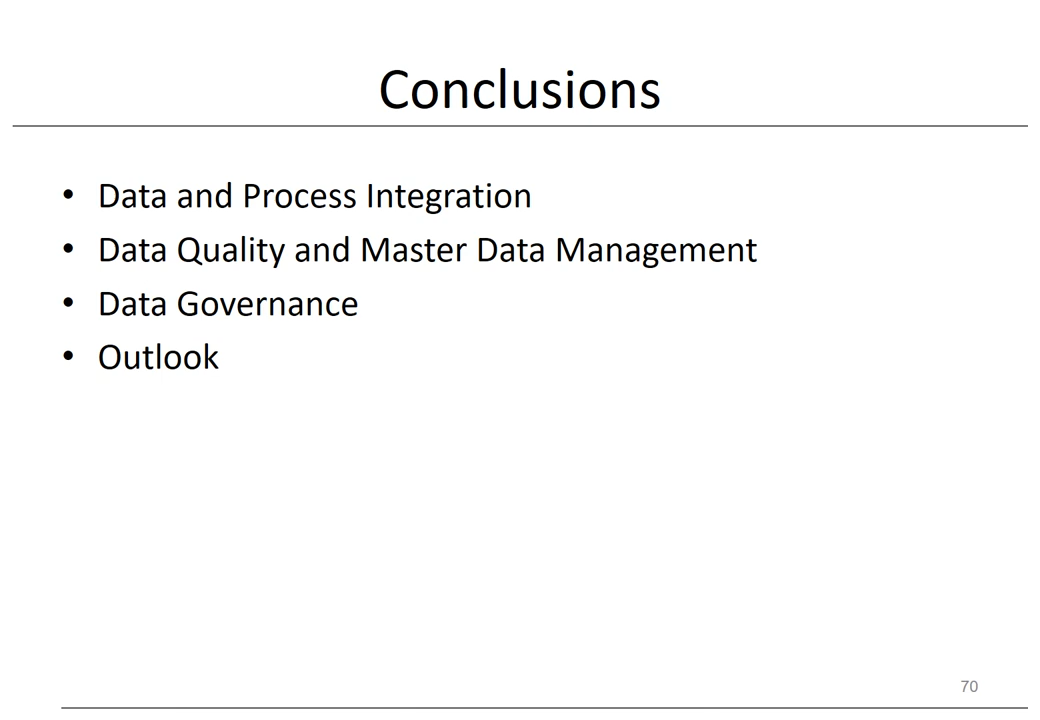 Conclusions
• Data and Process Integration
• Data Quality and Master Data Management
• Data Governance
• Outlook
70